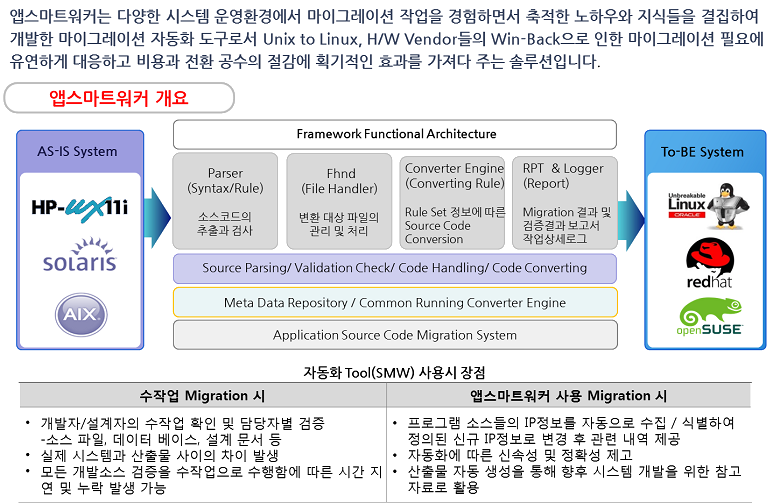 앱스마트워커는 다양한 시스템 운영환경에서 마이그레이션 작업을 경험하면서 축적한 노하우와 지식들을 결집하여
개발한 마이그레이션 자동화 도구로서 Unix to Linux, H/W Vendor들의 Win-Back으로 인한 마이그레이션 필요에
유연하게 대응하고 비용과 전환 공수의 절감에 획기적인 효과를 가져다 주는 솔루션입니다.
앱스마트워커 개요
AS-IS System
HP-ux 11i
solaris
AIX
Framework Functional Architecture
Parser
(Syntax/Rule)
소스코드의
추출과 검사
Fhnd
(File Handler)
변환 대상 파일의
관리 및 처리
Converter Engine
(Converting Rule)
Rule Set 정보에 따른
Source Code
Conversion
RPT & Logger
(Report)
Migration 결과 및
검증결과 보고서
작업상세로그
Source Parsing/ Validation Check/ Code Handling/ Code Converting
Meta Data Repository / Common Running Converter Engine
Application Source Code Migration System
To-BE System
Unbreakable
Linux
ORACLE
redhat
openSUSE
자동화 Tool(SMW) 사용시 장점
수작업 Migration 시
• 개발자/설계자의 수작업 확인 및 담당자별 검증
-소스 파일, 데이터 베이스, 설계 문서 등
• 실제 시스템과 산출물 사이의 차이 발생
• 모든 개발소스 검증을 수작업으로 수행함에 따른 시간 지
연 및 누락 발생 가능
앱스마트워커 사용 Migration 시
• 프로그램 소스들의 IP정보를 자동으로 수집 / 식별하여
정의된 신규 IP정보로 변경 후 관련 내역 제공
• 자동화에 따른 신속성 및 정확성 제고
• 산출물 자동 생성을 통해 향후 시스템 개발을 위한 참고
자료로 활용